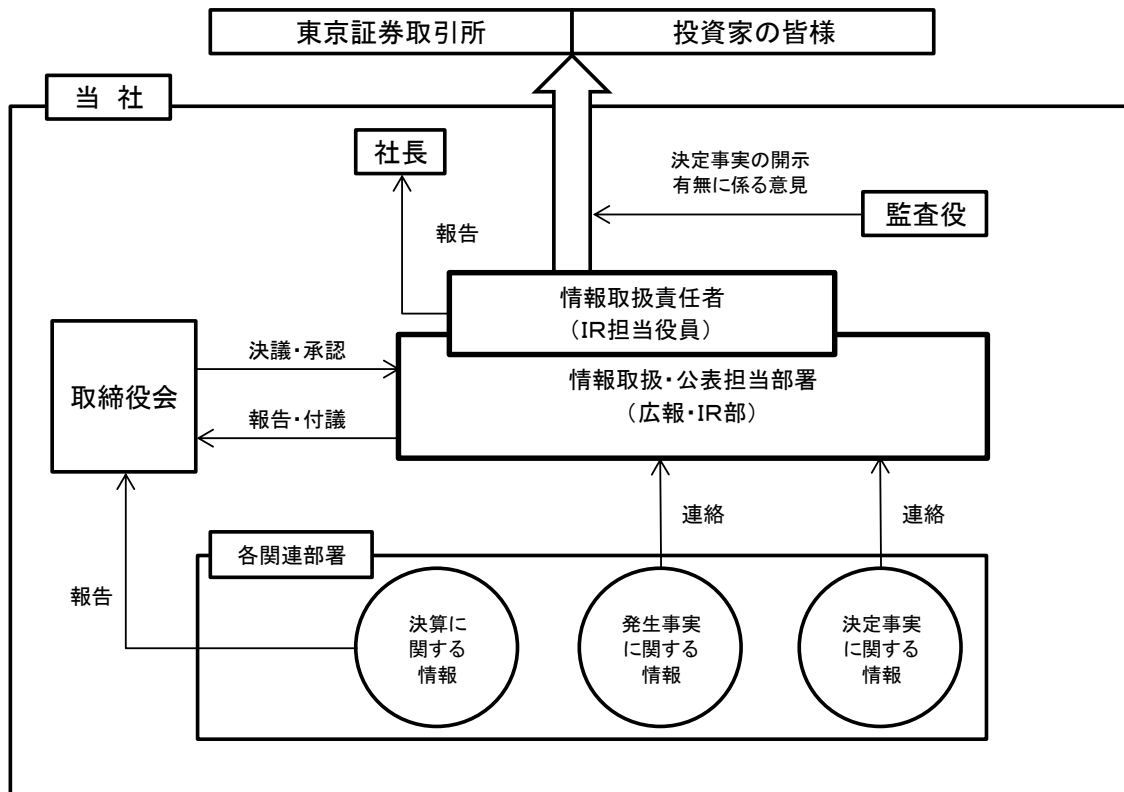 東京証券取引所
投資家の皆様
当 社
社長
決定事実の開示
有無に係る意見
監査役
報告
情報取扱責任者
（IR担当役員）
決議・承認
取締役会
情報取扱・公表担当部署
（広報・IR部）
報告・付議
連絡
連絡
各関連部署
報告
決算に
関する
情報
発生事実
に関する
情報
決定事実
に関する
情報